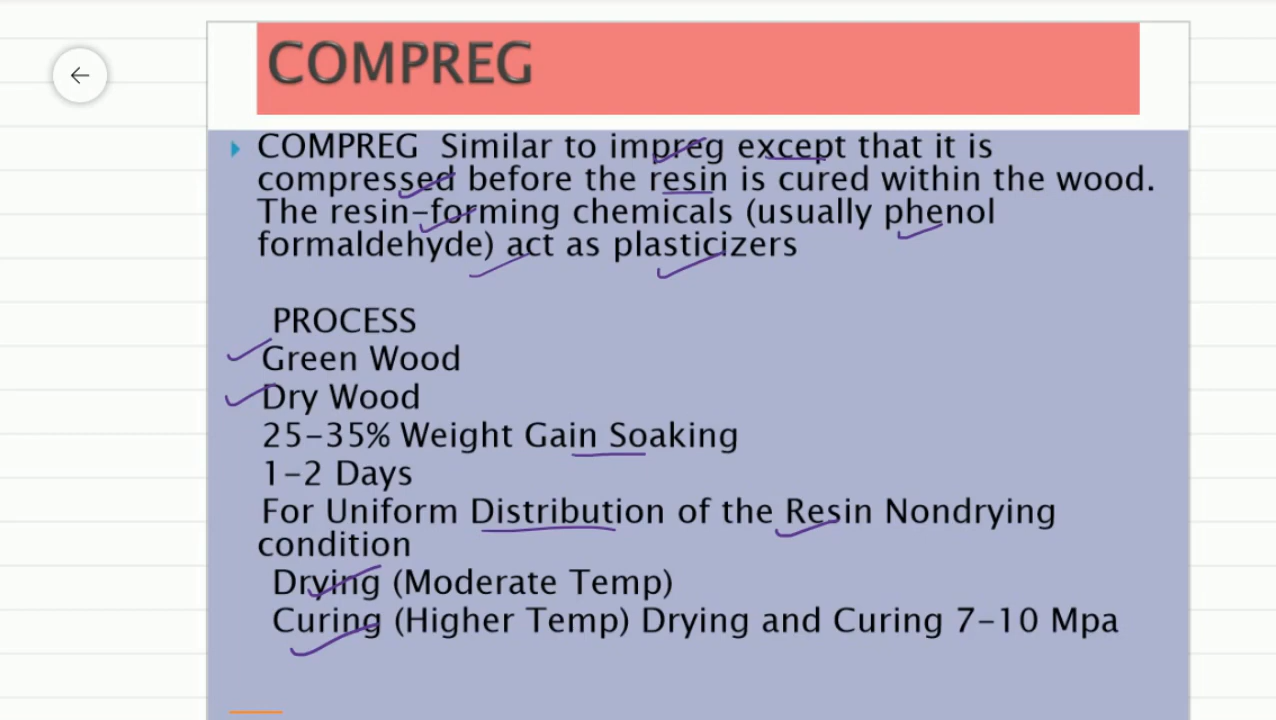 COMPREG
COMPREG Similar to impreg except that it is
compressed before the resin is cured within the wood.
The resin-forming chemicals (usually phenol
formaldehyde) act as plasticizers
PROCESS
Green Wood
Dry Wood
25-35% Weight Gain Soaking
1-2 Days
For Uniform Distribution of the Resin Nondrying
condition
Drying (Moderate Temp)
Curing (Higher Temp) Drying and Curing 7-10 Mpa